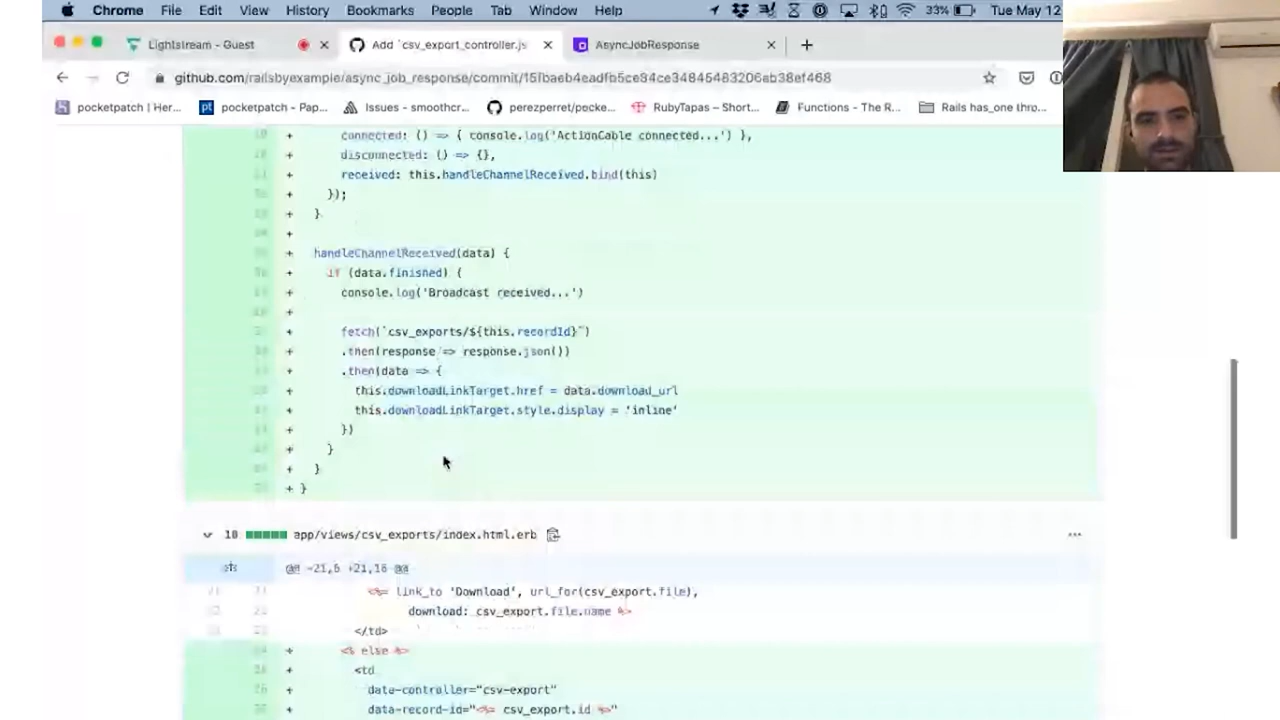 Chrome File Edit View History Bookmarks People Tab Window Help 33% Tue May 12
Lightstream - Guest Add `csv_export_controller.js AsyncJobResponse
github.com/railsbyexample/async_job_response/commit/15fbaeb4eadfb5ce34ce34845483206ab38ef468
pocketpatch | Her... pocketpatch - Pap... Issues - smoothcr... perezperret/pocke... RubyTapas – Short... Functions - The R... Rails has_one thro...
+ connected: () => { console.log('ActionCable connected...') },
+ disconnected: () => {},
+ received: this.handleChannelReceived.bind(this)
+ });
+ }
+
+ handleChannelReceived(data) {
+ if (data.finished) {
+ console.log('Broadcast received...')
+
+ fetch(`csv_exports/${this.recordId}`)
+ .then(response => response.json())
+ .then(data => {
+ this.downloadLinkTarget.href = data.download_url
+ this.downloadLinkTarget.style.display = 'inline'
+ })
+ }
+ }
+ }
10 app/views/csv_exports/index.html.erb ...
@@ -21,6 +21,16 @@
<%= link_to 'Download', url_for(csv_export.file),
download: csv_export.file.name %>
</td>
+ <% else %>
+ <td
+ data-controller="csv-export"
+ data-record-id="<%= csv_export.id %>"